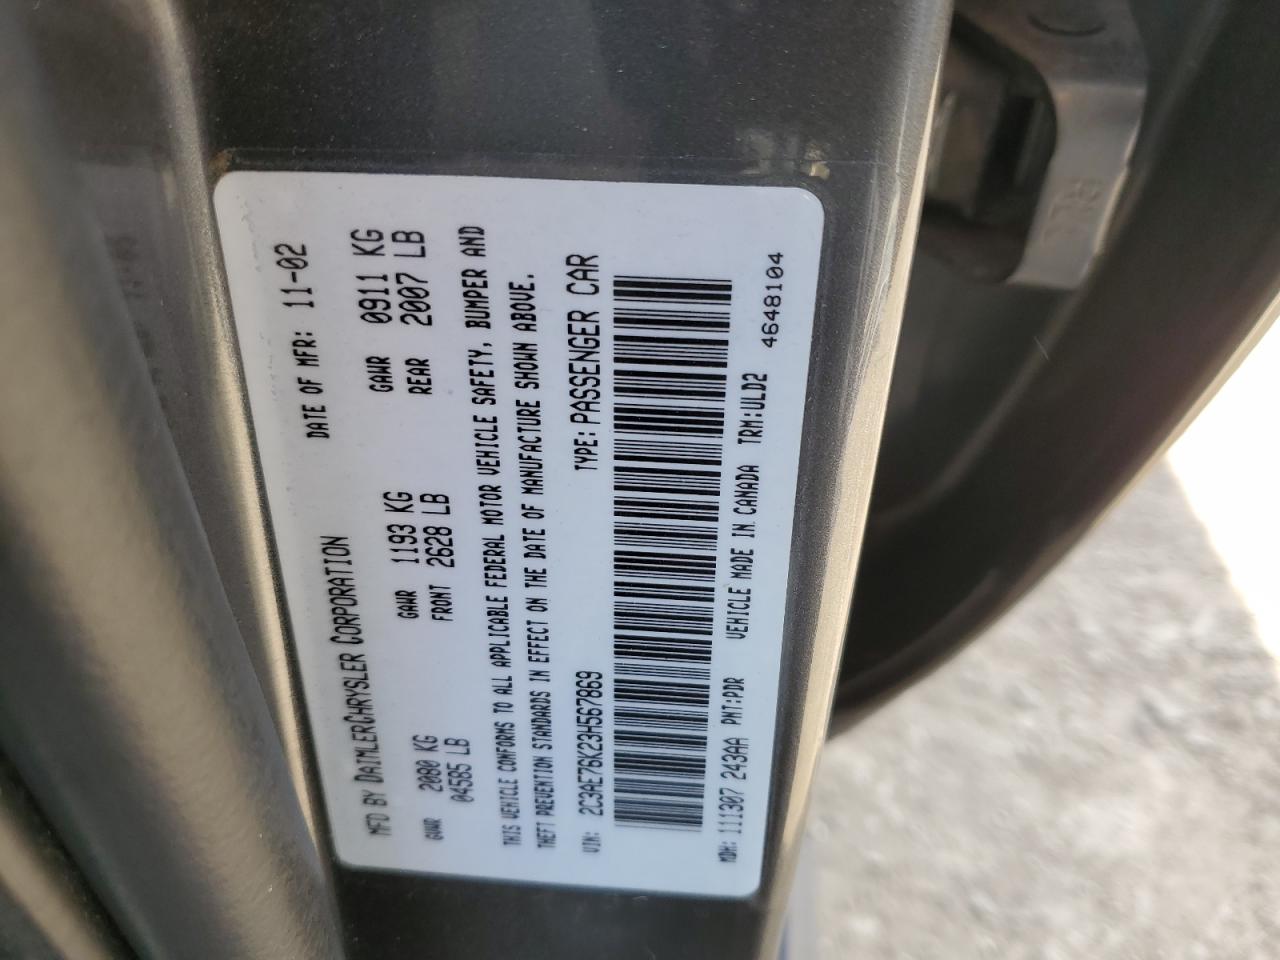 MFD BY DAIMLERCHRYSLER CORPORATION DATE OF MFR: 11-02
GVWR 2080 KG GAWR 1193 KG GAWR 0911 KG
04585 LB FRONT 2628 LB REAR 2007 LB
THIS VEHICLE CONFORMS TO ALL APPLICABLE FEDERAL MOTOR VEHICLE SAFETY, BUMPER AND
THEFT PREVENTION STANDARDS IN EFFECT ON THE DATE OF MANUFACTURE SHOWN ABOVE.
VIN: 2C3AE76K23H567869 TYPE: PASSENGER CAR
MDH: 111307 243AA PNT:PDR VEHICLE MADE IN CANADA TRM:ULD2
4648104